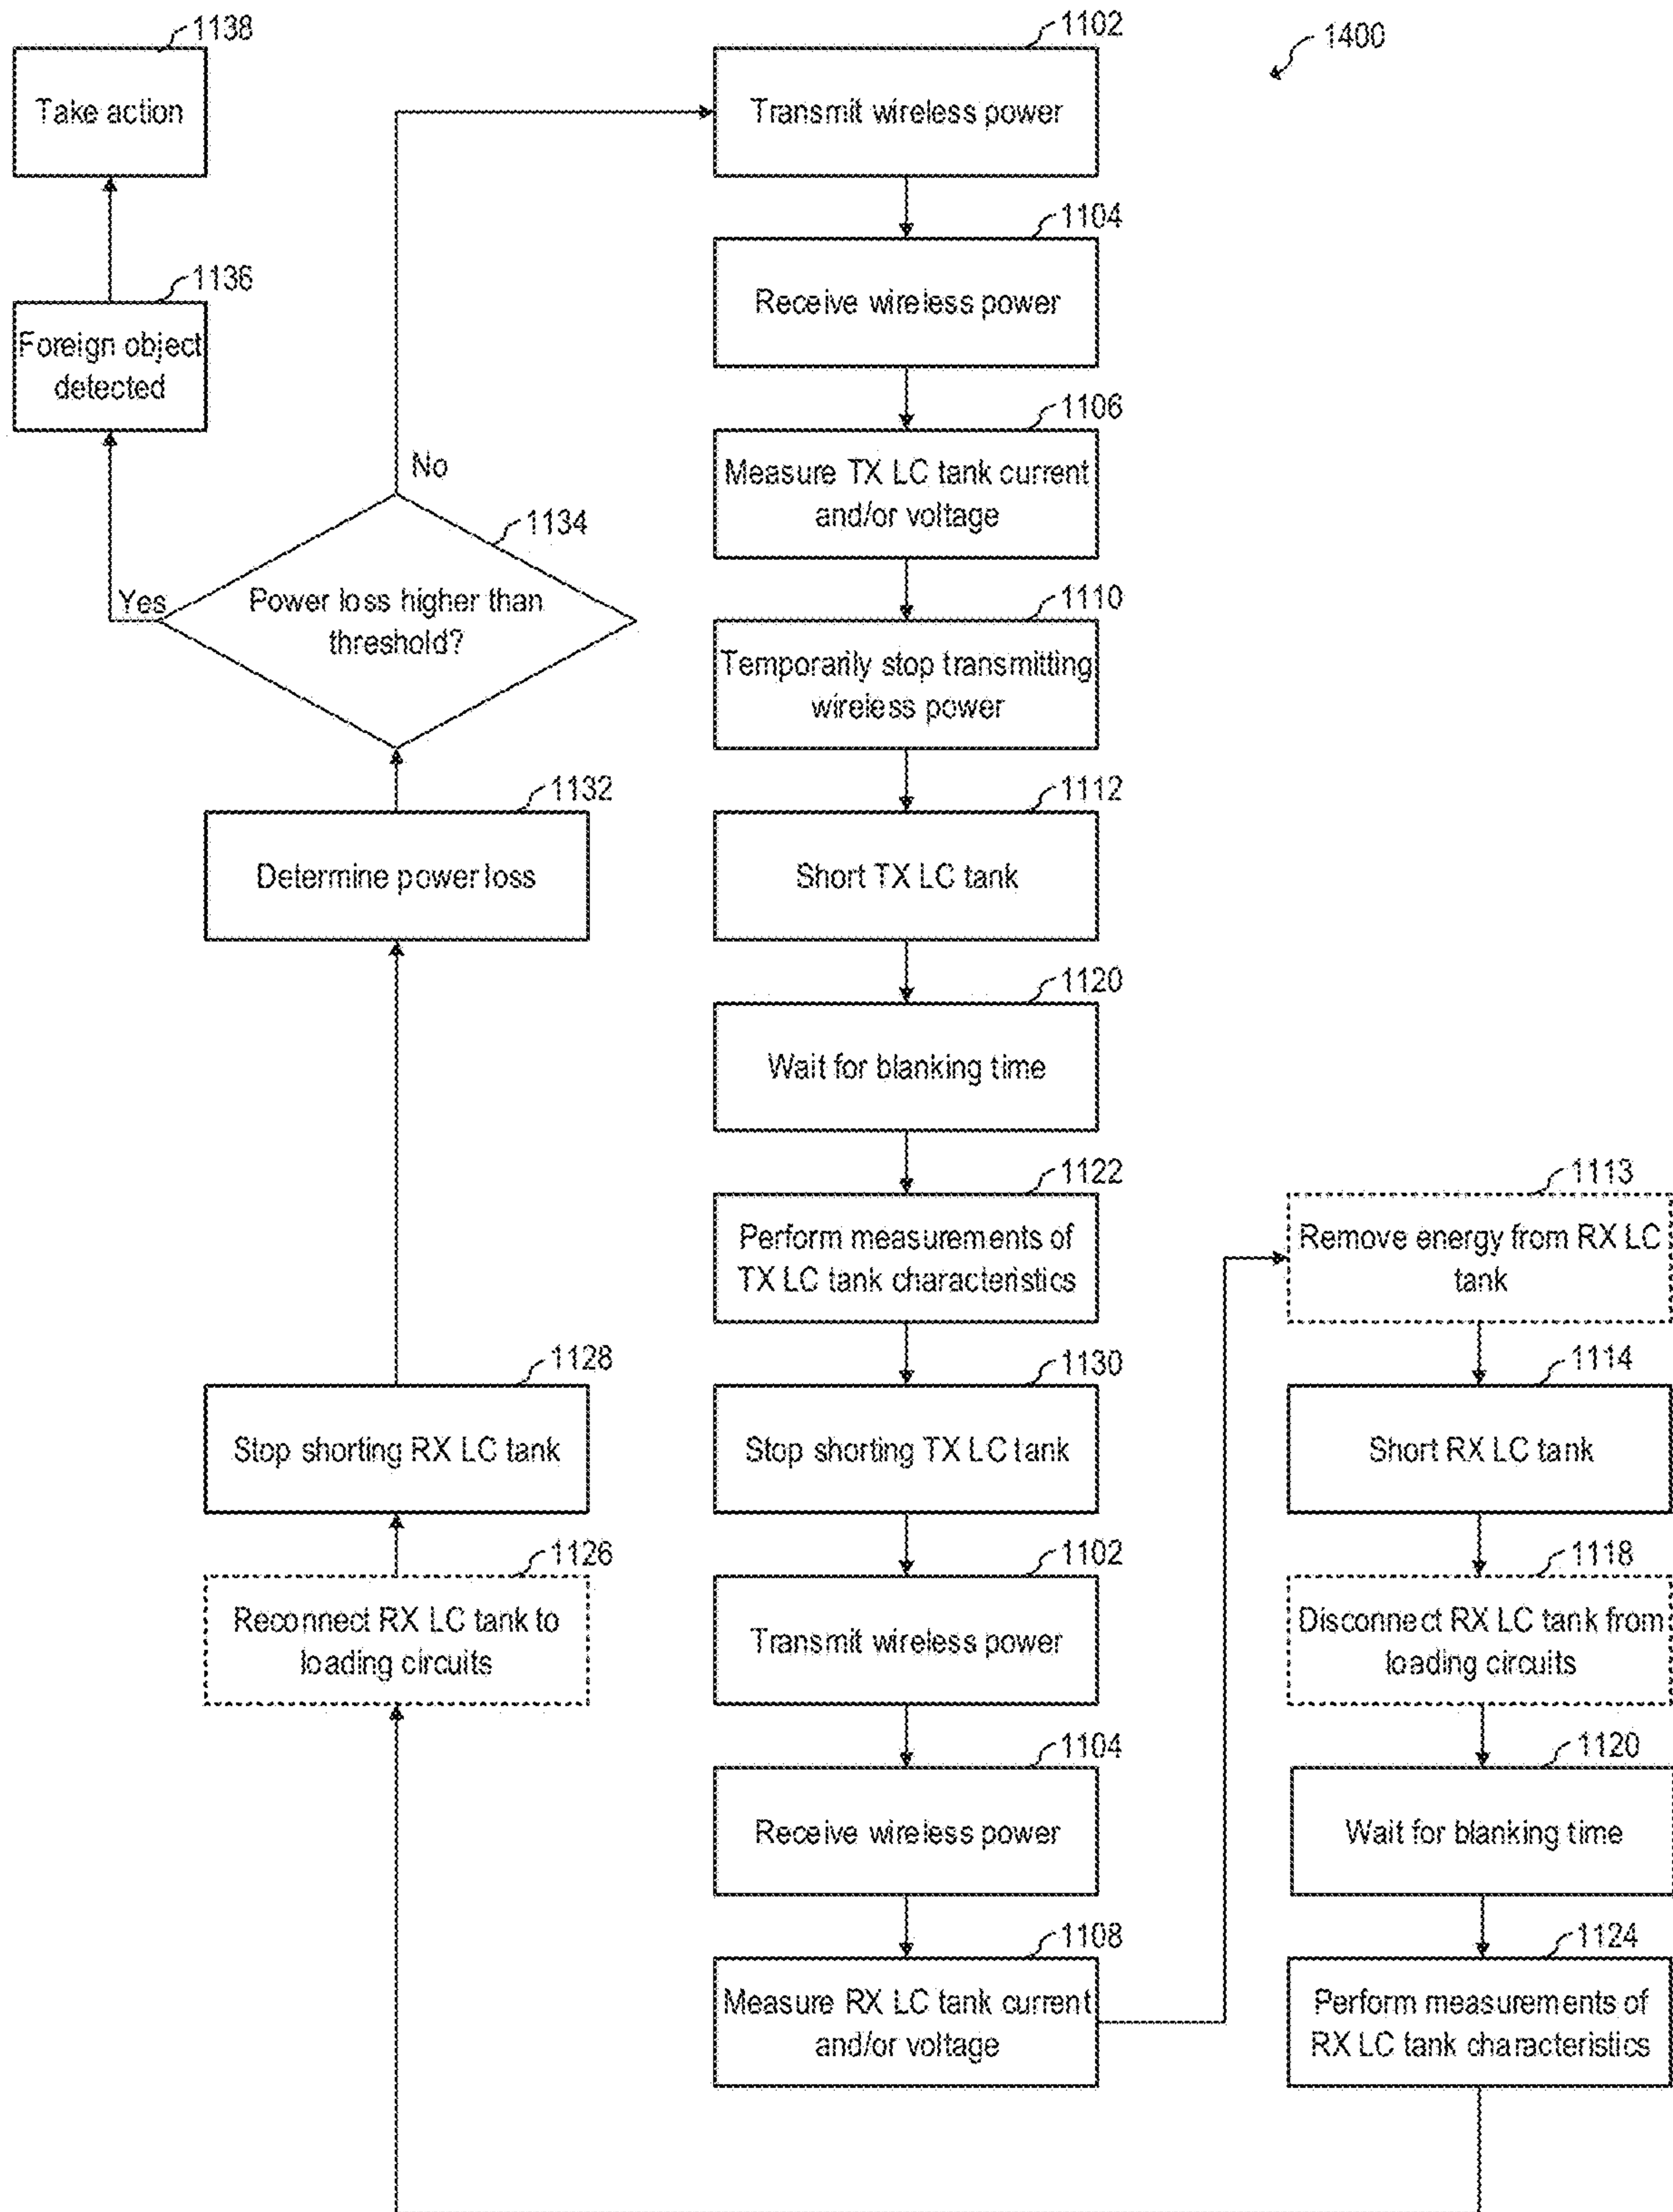 1138
Take action
1136
Foreign object
detected
Yes
No
1134
Power loss higher than
threshold?
1132
Determine power loss
1128
Stop shorting RX LC tank
1126
Reconnect RX LC tank to
loading circuits
1102
Transmit wireless power
1104
Receive wireless power
1106
Measure TX LC tank current
and/or voltage
1110
Temporarily stop transmitting
wireless power
1112
Short TX LC tank
1120
Wait for blanking time
1122
Perform measurements of
TX LC tank characteristics
1130
Stop shorting TX LC tank
1102
Transmit wireless power
1104
Receive wireless power
1108
Measure RX LC tank current
and/or voltage
1400
1113
Remove energy from RX LC
tank
1114
Short RX LC tank
1118
Disconnect RX LC tank from
loading circuits
1120
Wait for blanking time
1124
Perform measurements of
RX LC tank characteristics